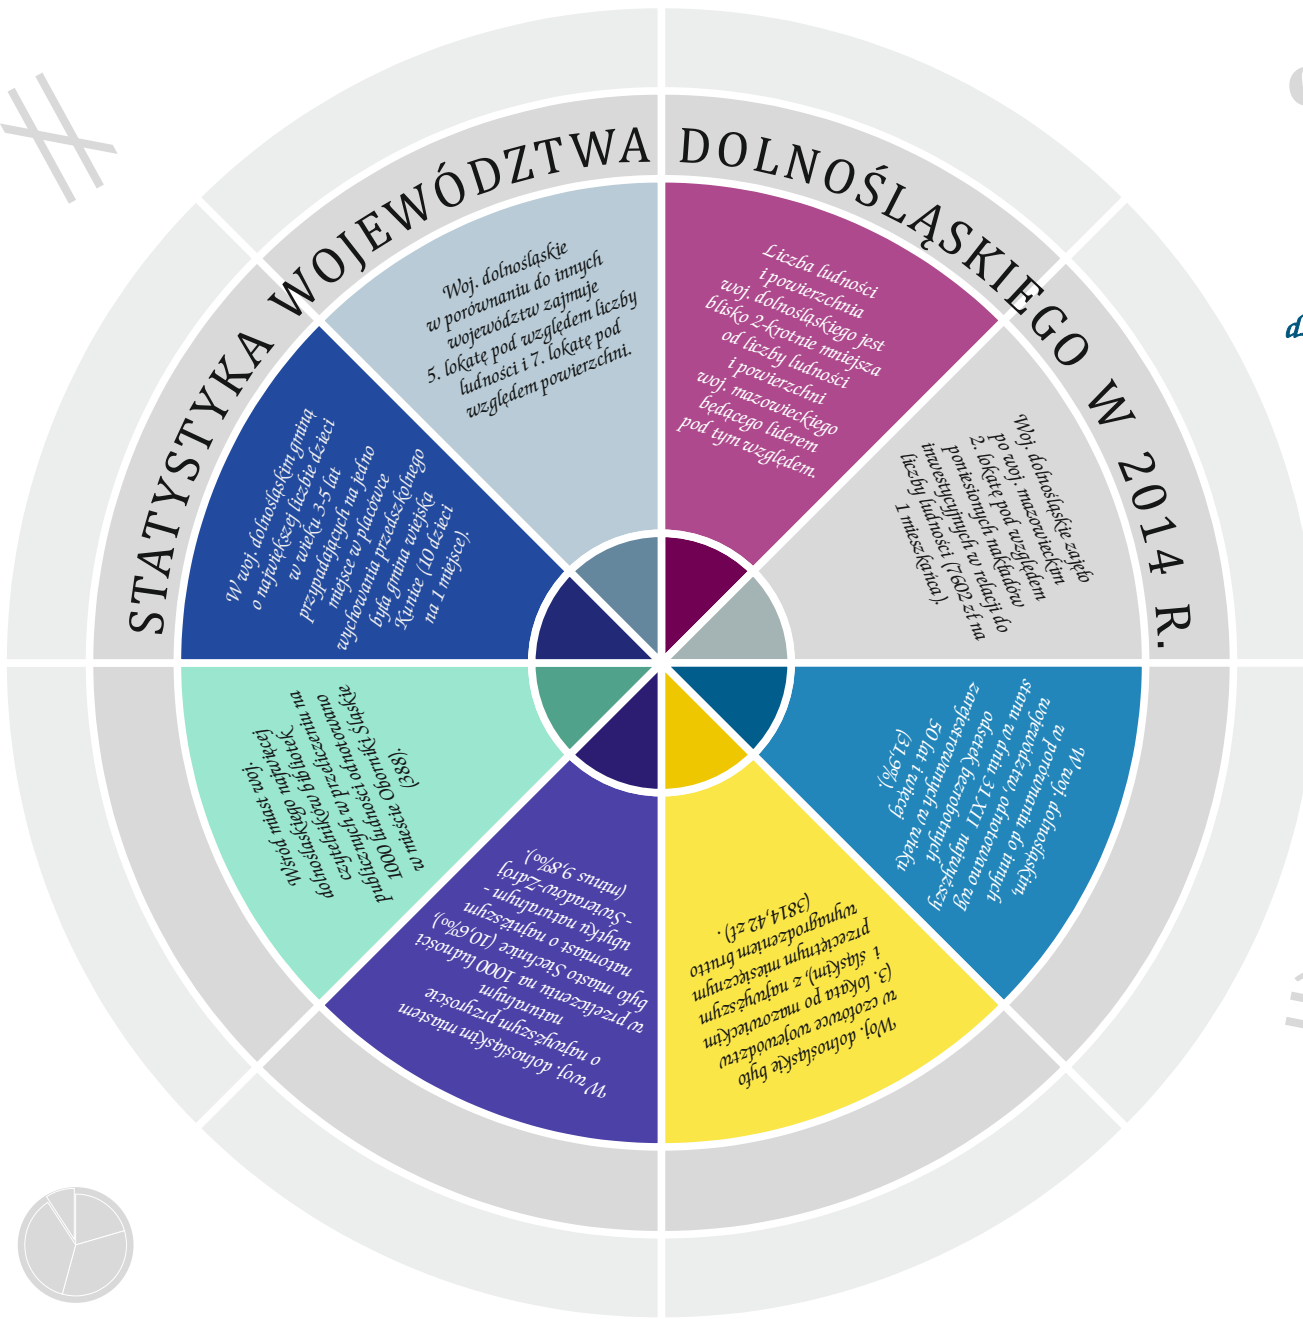 STATYSTYKA WOJEWÓDZTWA DOLNOŚLĄSKIEGO W 2014 R.
Woj. dolnośląskie
w porównaniu do innych
województw zajmuje
5. lokatę pod względem liczby
ludności i 7. lokatę pod
względem powierzchni.
Liczba ludności
i powierzchnia
woj. dolnośląskiego jest
blisko 2-krotnie mniejsza
od liczby ludności
i powierzchni
woj. mazowieckiego
będącego liderem
pod tym względem.
Woj. dolnośląskie zajęło
po woj. mazowieckim
2. lokatę pod względem
poniesionych nakładów
inwestycyjnych w relacji do
liczby ludności (7602 zł na
1 mieszkańca).
W woj. dolnośląskim,
w porównaniu do innych
województw, odnotowano wg
stanu w dniu 31 XII najwyższy
odsetek bezrobotnych
zarejestrowanych w wieku
50 lat i więcej
(31,9%).
Woj. dolnośląskie było
w czołówce województw
(3. lokata po mazowieckim
i śląskim), z najwyższym
przeciętnym miesięcznym
wynagrodzeniem brutto
(3814,42 zł) .
W woj. dolnośląskim miastem
o najwyższym przyroście
naturalnym
w przeliczeniu na 1000 ludności
było miasto Siechnice (10,6‰),
natomiast o najniższym
ubytku naturalnym -
- Świeradów-Zdrój
(minus 9,8‰).
Wśród miast woj.
dolnośląskiego najwięcej
czytelników bibliotek
publicznych w przeliczeniu na
1000 ludności odnotowano
w mieście Oborniki Śląskie
(388).
W woj. dolnośląskim gminą
o największej liczbie dzieci
w wieku 3-5 lat
przypadających na jedno
miejsce w placówce
wychowania przedszkolnego
była gmina wiejska
Kunice (10 dzieci
na 1 miejsce).